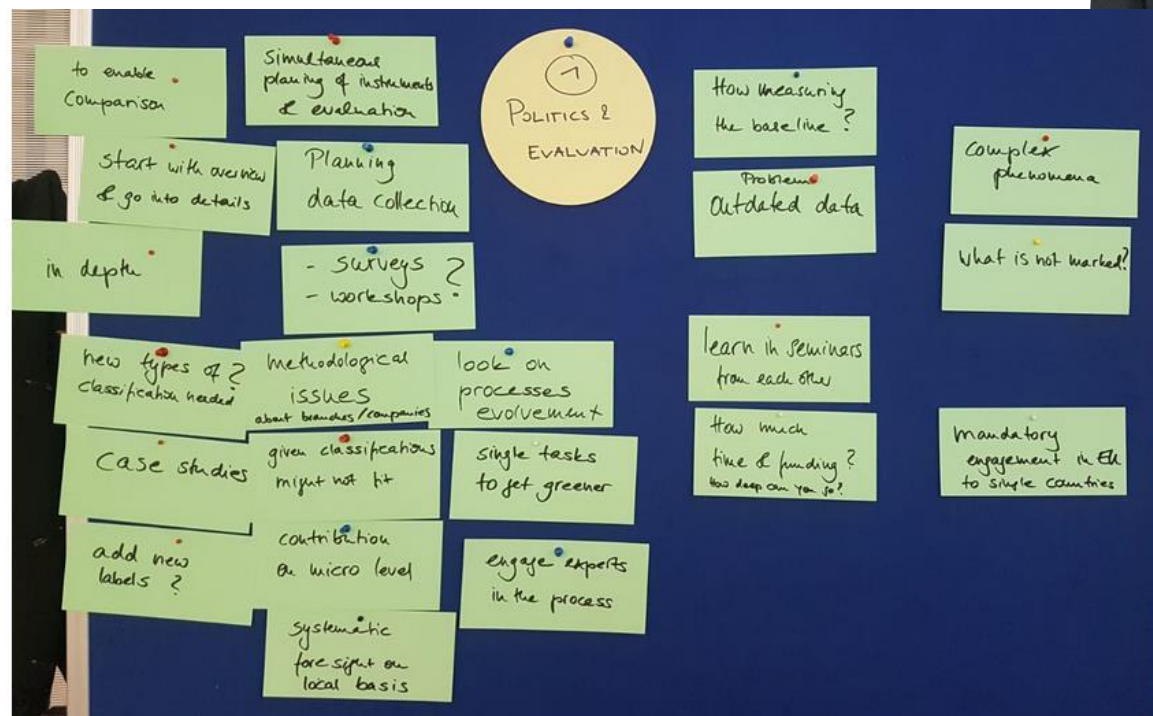 1
POLITICS &
EVALUATION
to enable
Comparison
Simultaneous
planing of instruments
& evaluation
start with overview
& go into details
Planning
data collection
in depth
- surveys ?
- workshops
new types of ?
classification needed
methodological
issues
about branches/companies
look on
processes
evolvement
Case studies
given classifications
might not fit
single tasks
to get greener
add new
labels ?
contribution
on micro level
engage experts
in the process
systematic
foresight on
local basis
How measuring
the baseline ?
Problem
Outdated data
complex
phenomena
What is not marked?
learn in seminars
from each other
How much
time & funding ?
How deep can you go?
mandatory
engagement in EU
to single countries